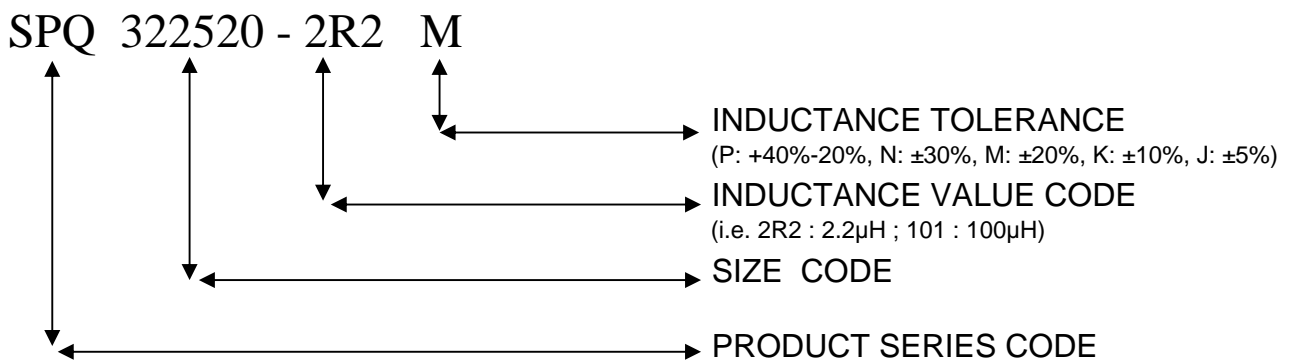 SPQ 322520 - 2R2 M
INDUCTANCE TOLERANCE
(P: +40%-20%, N: ±30%, M: ±20%, K: ±10%, J: ±5%)
INDUCTANCE VALUE CODE
(i.e. 2R2 : 2.2µH ; 101 : 100µH)
SIZE CODE
PRODUCT SERIES CODE